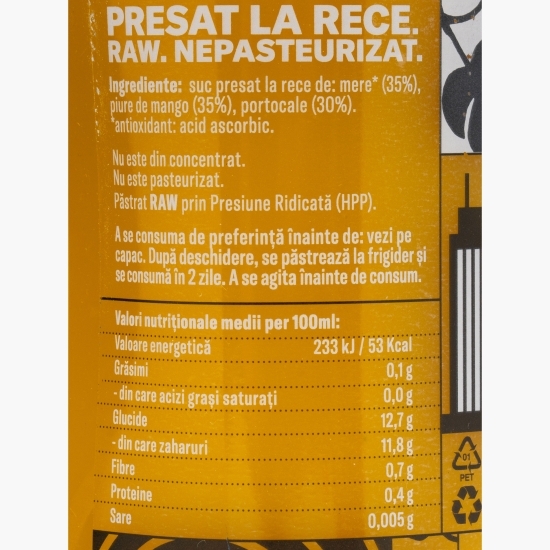 PRESAT LA RECE.
RAW. NEPASTEURIZAT.
Ingrediente: suc presat la rece de: mere* (35%),
piure de mango (35%), portocale (30%).
*antioxidant: acid ascorbic.
Nu este din concentrat.
Nu este pasteurizat.
Păstrat RAW prin Presiune Ridicată (HPP).
A se consuma de preferință înainte de: vezi pe
capac. După deschidere, se păstrează la frigider și
se consumă în 2 zile. A se agita înainte de consum.
Valori nutriționale medii per 100ml:
Valoare energetică 233 kJ / 53 Kcal
Grăsimi 0,1 g
- din care acizi grași saturați 0,0 g
Glucide 12,7 g
- din care zaharuri 11,8 g
Fibre 0,7 g
Proteine 0,4 g
Sare 0,005 g
01
PET